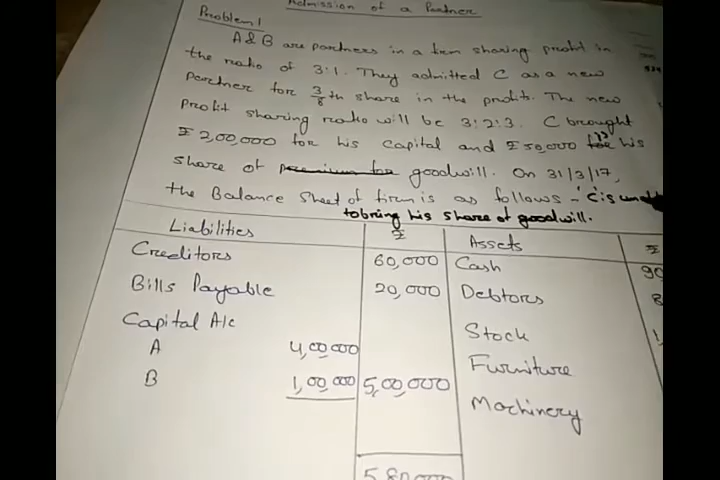 Admission of a Partner
Problem 1
A & B are partners in a firm sharing profit in
the ratio of 3:1. They admitted C as a new
partner for 3/8th share in the profits. The new
profit sharing ratio will be 3:2:3. C brought
₹ 2,00,000 for his capital and ₹ 50,000 his
share of goodwill. On 31/3/17,
the Balance Sheet of firm is as follows - 'C' is
to bring his share of goodwill.
Liabilities ₹ Assets ₹
Creditors 60,000 Cash 90
Bills Payable 20,000 Debtors
Capital A/c Stock
A 4,00,000 Furniture
B 1,00,000 5,00,000 Machinery
5,80,000